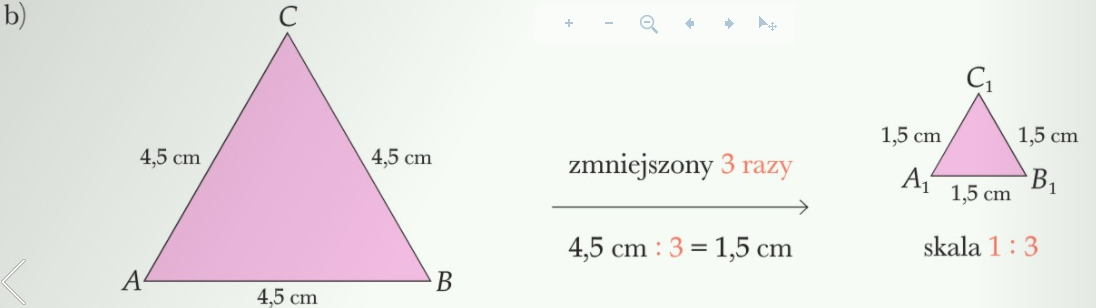 b)
C
4,5 cm
4,5 cm
A
B
4,5 cm
zmniejszony 3 razy
4,5 cm : 3 = 1,5 cm
C₁
1,5 cm
1,5 cm
A₁
B₁
1,5 cm
skala 1 : 3